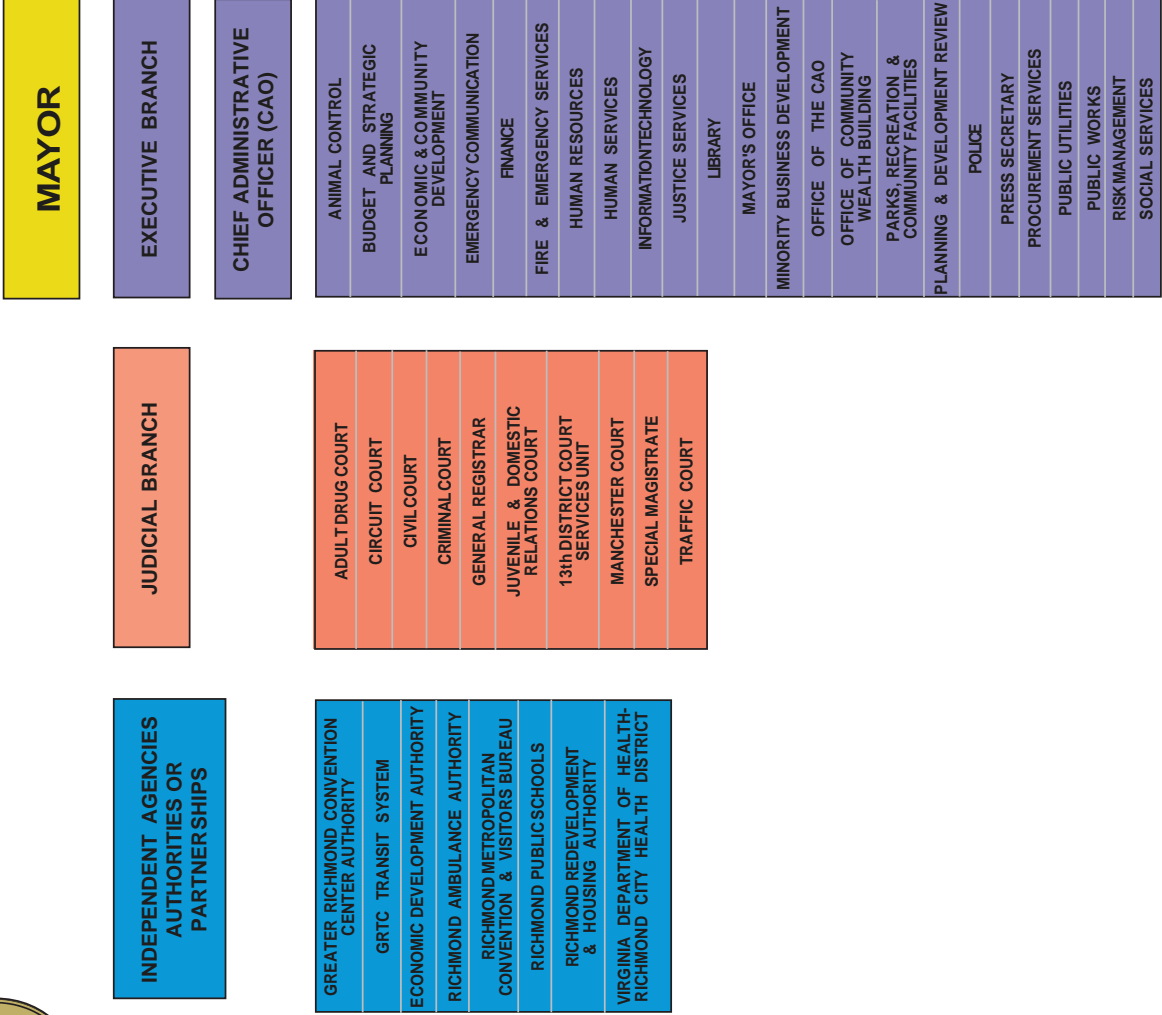 MAYOR
INDEPENDENT AGENCIES
AUTHORITIES OR
PARTNERSHIPS
GREATER RICHMOND CONVENTION
CENTER AUTHORITY
GRTC TRANSIT SYSTEM
ECONOMIC DEVELOPMENT AUTHORITY
RICHMOND AMBULANCE AUTHORITY
RICHMOND METROPOLITAN
CONVENTION & VISITORS BUREAU
RICHMOND PUBLIC SCHOOLS
RICHMOND REDEVELOPMENT
& HOUSING AUTHORITY
VIRGINIA DEPARTMENT OF HEALTH-
RICHMOND CITY HEALTH DISTRICT
JUDICIAL BRANCH
ADULT DRUG COURT
CIRCUIT COURT
CIVIL COURT
CRIMINAL COURT
GENERAL REGISTRAR
JUVENILE & DOMESTIC
RELATIONS COURT
13th DISTRICT COURT
SERVICES UNIT
MANCHESTER COURT
SPECIAL MAGISTRATE
TRAFFIC COURT
EXECUTIVE BRANCH
CHIEF ADMINISTRATIVE
OFFICER (CAO)
ANIMAL CONTROL
BUDGET AND STRATEGIC
PLANNING
ECONOMIC & COMMUNITY
DEVELOPMENT
EMERGENCY COMMUNICATION
FINANCE
FIRE & EMERGENCY SERVICES
HUMAN RESOURCES
HUMAN SERVICES
INFORMATIONTECHNOLOGY
JUSTICE SERVICES
LIBRARY
MAYOR'S OFFICE
MINORITY BUSINESS DEVELOPMENT
OFFICE OF THE CAO
OFFICE OF COMMUNITY
WEALTH BUILDING
PARKS, RECREATION &
COMMUNITY FACILITIES
PLANNING & DEVELOPMENT REVIEW
POLICE
PRESS SECRETARY
PROCUREMENT SERVICES
PUBLIC UTILITIES
PUBLIC WORKS
RISK MANAGEMENT
SOCIAL SERVICES